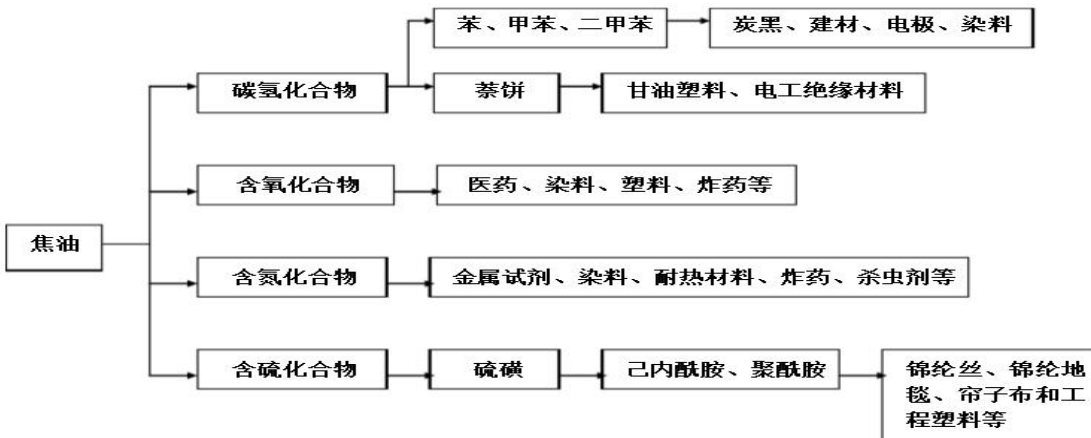 苯、甲苯、二甲苯
炭黑、建材、电极、染料
碳氢化合物
萘饼
甘油塑料、电工绝缘材料
含氧化合物
医药、染料、塑料、炸药等
焦油
含氮化合物
金属试剂、染料、耐热材料、炸药、杀虫剂等
含硫化合物
硫磺
己内酰胺、聚酰胺
锦纶丝、锦纶地
毯、帘子布和工
程塑料等